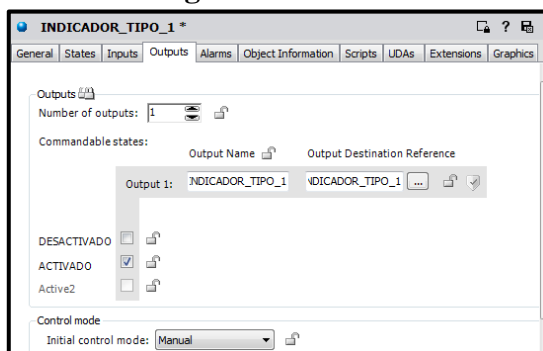 INDICADOR_TIPO_1 *
?
General States Inputs Outputs Alarms Object Information Scripts UDAs Extensions Graphics
Outputs
Number of outputs: 1
Commandable states:
Output Name Output Destination Reference
Output 1: NDICADOR_TIPO_1 NDICADOR_TIPO_1 ...
DESACTIVADO
ACTIVADO
Active2
Control mode
Initial control mode: Manual